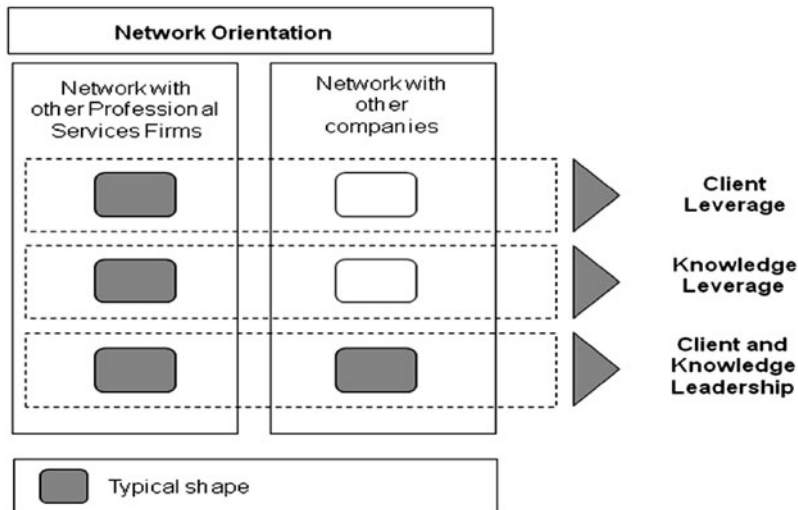 Network Orientation
Network with
other Professional
Services Firms
Network with
other
companies
Client
Leverage
Knowledge
Leverage
Client and
Knowledge
Leadership
Typical shape